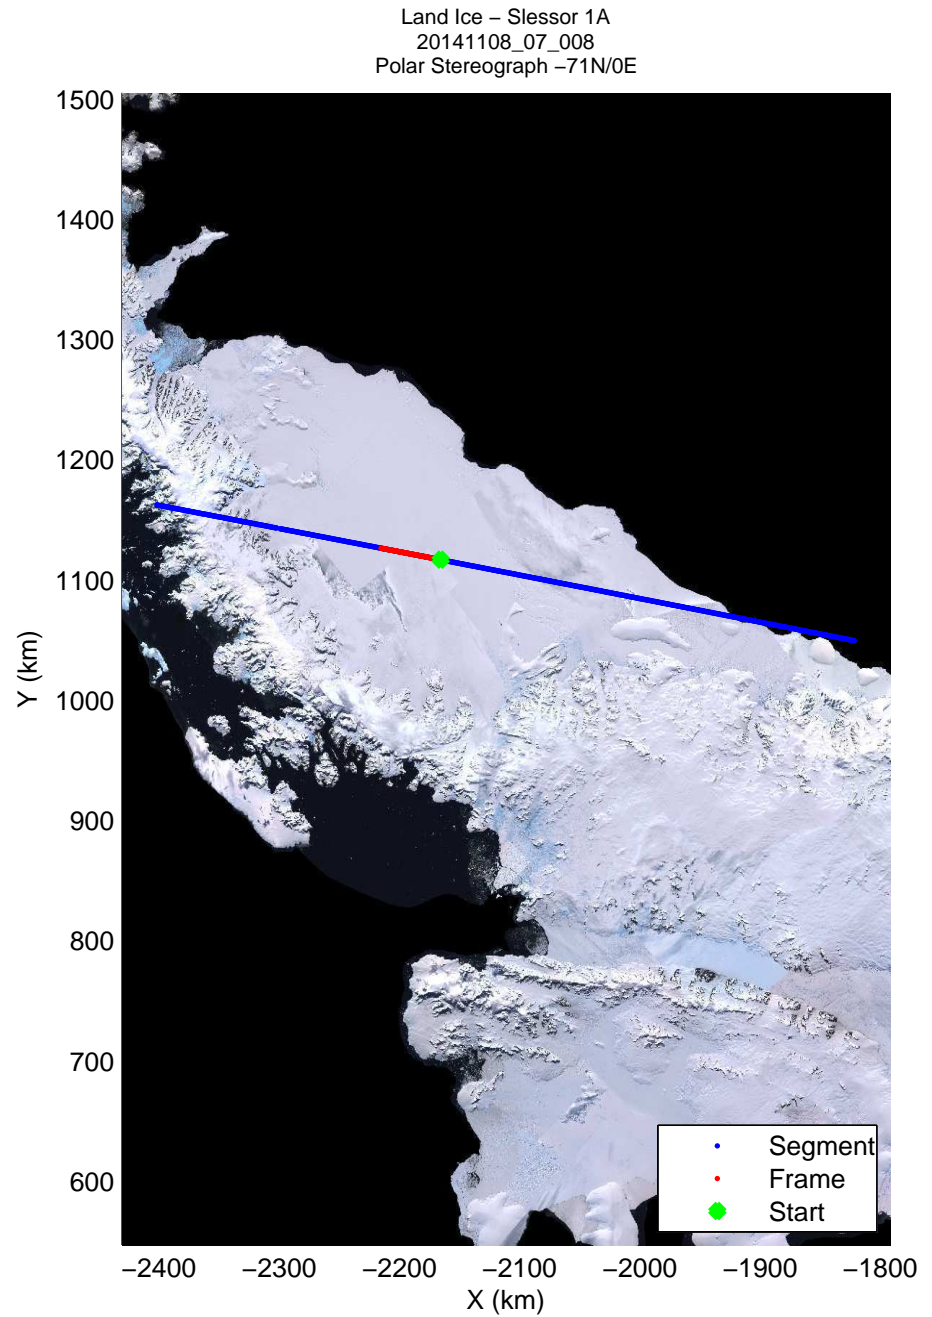 Land Ice − Slessor 1A
20141108_07_008
Polar Stereograph −71N/0E
1500
1400
1300
1200
1100
1000
900
800
700
600
Y (km)
Segment
Frame
Start
−2400 −2300 −2200 −2100 −2000 −1900 −1800
X (km)